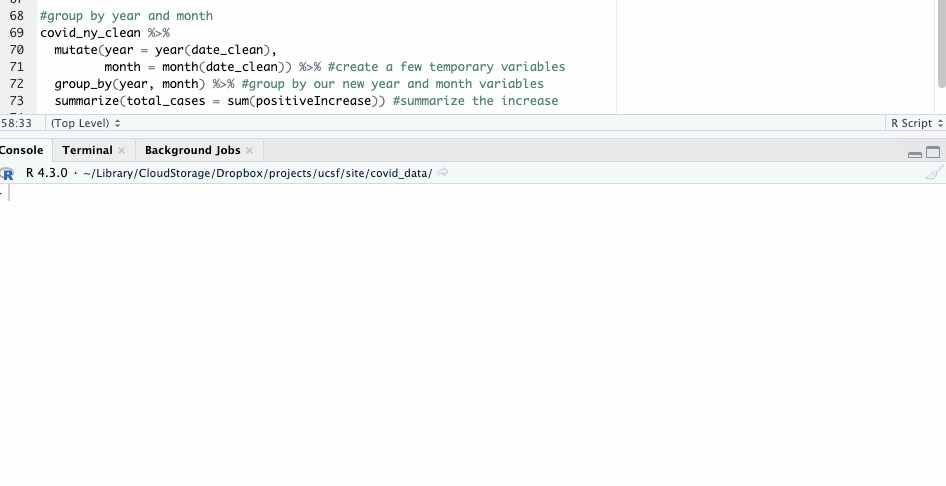 68 #group by year and month
69 covid_ny_clean %>%
70 mutate(year = year(date_clean),
71 month = month(date_clean)) %>% #create a few temporary variables
72 group_by(year, month) %>% #group by our new year and month variables
73 summarize(total_cases = sum(positiveIncrease)) #summarize the increase
58:33 (Top Level) R Script
Console Terminal × Background Jobs ×
R R 4.3.0 · ~/Library/CloudStorage/Dropbox/projects/ucsf/site/covid_data/